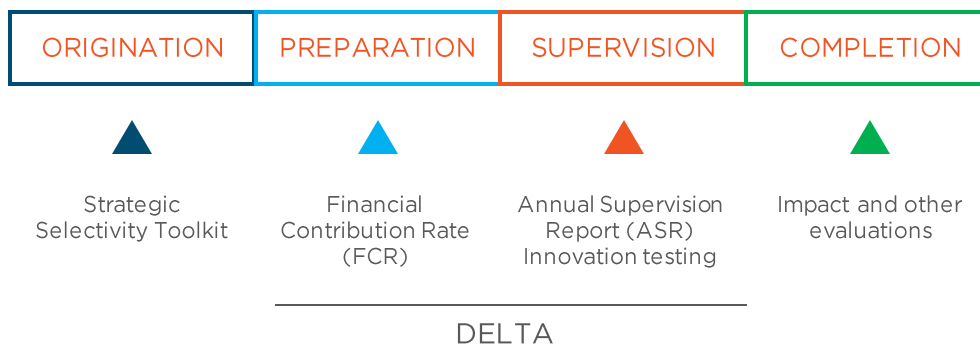 ORIGINATION
PREPARATION
SUPERVISION
COMPLETION
Strategic
Selectivity Toolkit
Financial
Contribution Rate
(FCR)
Annual Supervision
Report (ASR)
Innovation testing
Impact and other
evaluations
DELTA